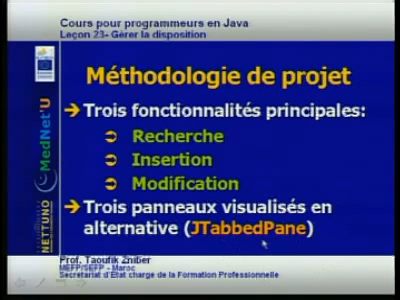 Cours pour programmeurs en Java
Leçon 23- Gérer la disposition
Méthodologie de projet
Trois fonctionnalités principales:
Recherche
Insertion
Modification
Trois panneaux visualisés en
alternative (JTabbedPane)
NETTUNO MedNet'U
Prof. Taoufik Zniber
MEFP/SEFP - Maroc
Secrétariat d'Etat chargé de la Formation Professionnelle